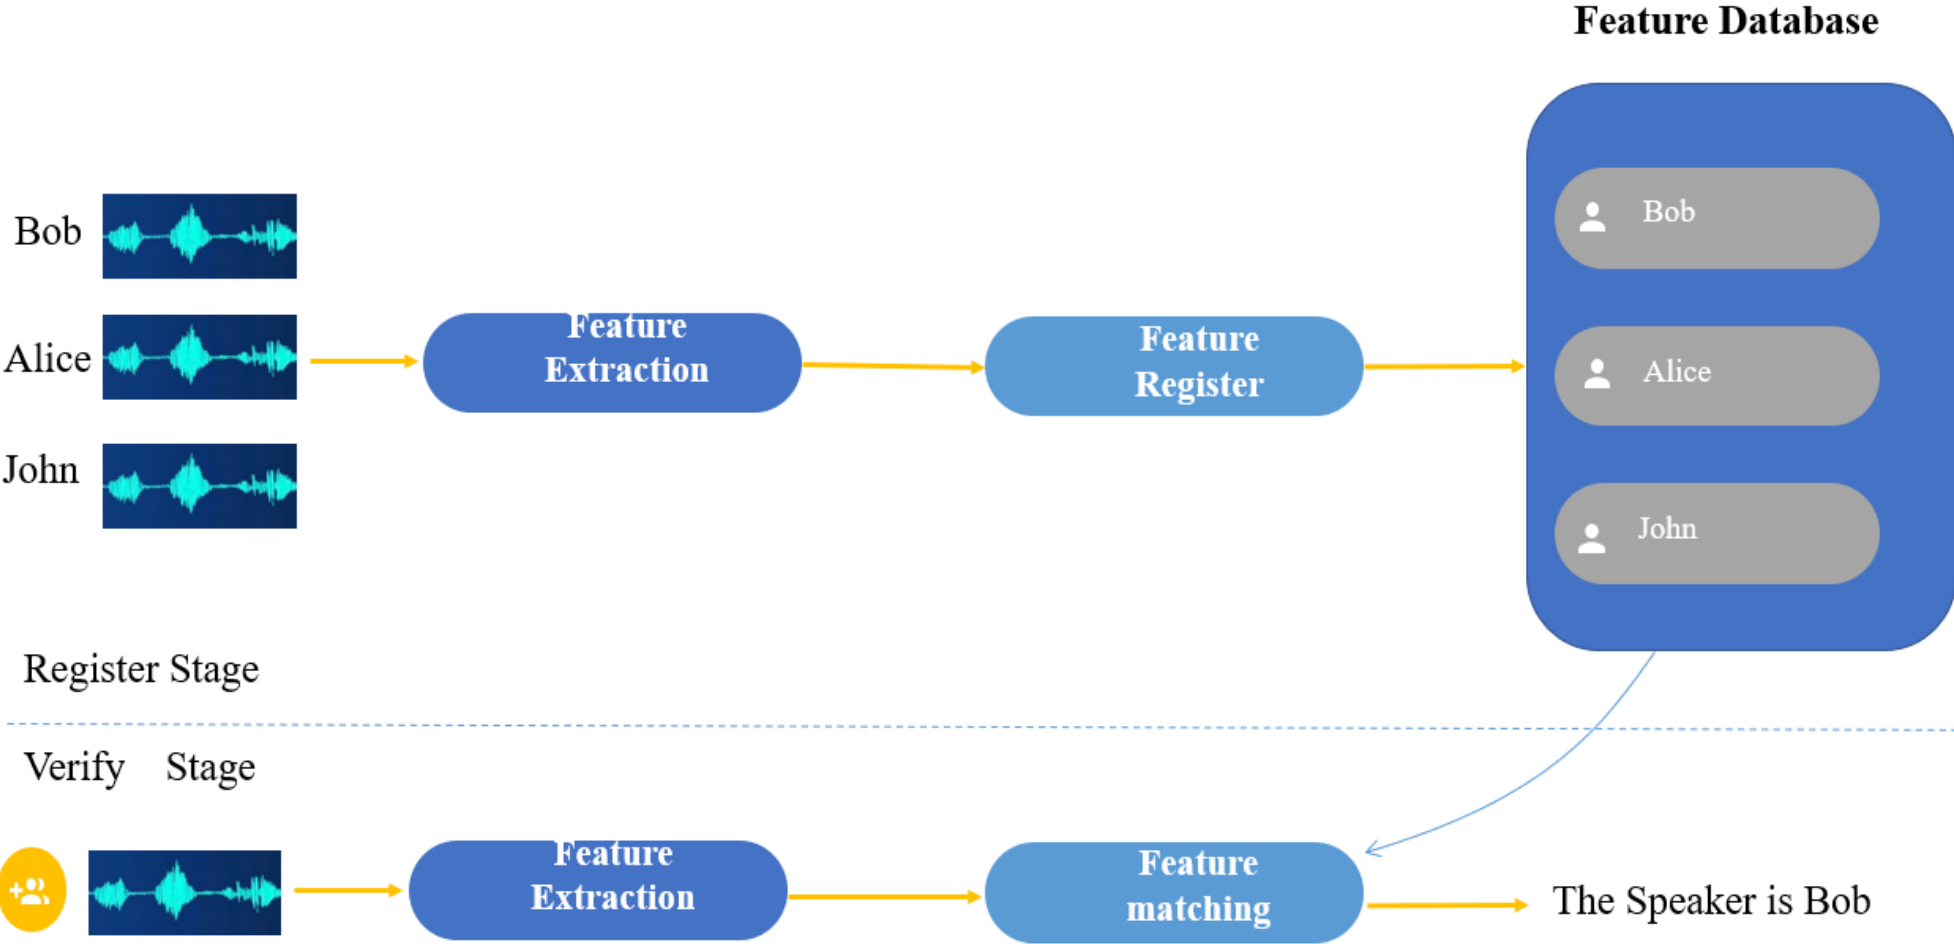 Feature Database
Bob
Alice
John
Feature
Extraction
Feature
Register
Bob
Alice
John
Register Stage
Verify Stage
Feature
Extraction
Feature
matching
The Speaker is Bob